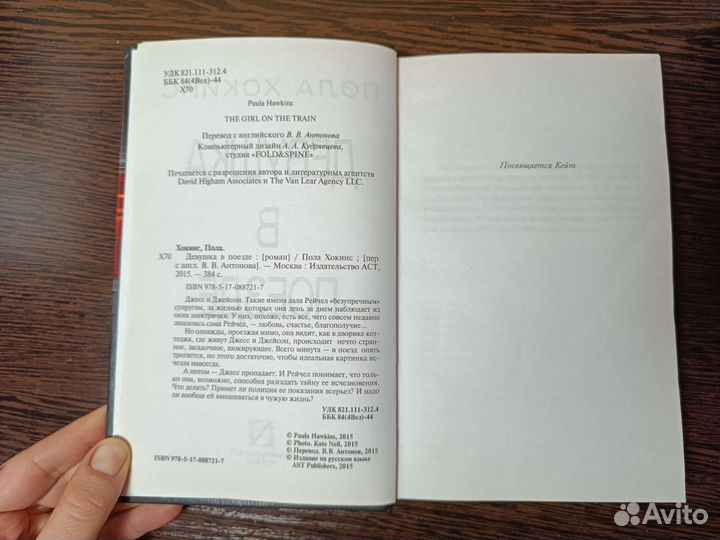 УДК 821.111-312.4
ББК 84(4Вел)-44
Х70
Paula Hawkins
THE GIRL ON THE TRAIN
Перевод с английского В. В. Антонова
Компьютерный дизайн А. А. Кудрявцева,
студия «FOLD&SPINE»
Печатается с разрешения автора и литературных агентств
David Higham Associates и The Van Lear Agency LLC.
Хокинс, Пола.
Х70 Девушка в поезде : [роман] / Пола Хокинс ; [пер.
с англ. В. В. Антонова]. — Москва : Издательство АСТ,
2015. — 384 с.
ISBN 978-5-17-088721-7
Джесс и Джейсон. Такие имена дала Рейчел «безупречным»
супругам, за жизнью которых она день за днем наблюдает из
окна электрички. У них, похоже, есть все, чего совсем недавно
лишилась сама Рейчел, — любовь, счастье, благополучие...
Но однажды, проезжая мимо, она видит, как в дворике кот-
теджа, где живут Джесс и Джейсон, происходит нечто стран-
ное, загадочное, шокирующее. Всего минута — и поезд опять
трогается, но этого достаточно, чтобы идеальная картинка ис-
чезла навсегда.
А потом — Джесс пропадает. И Рейчел понимает, что толь-
ко она, возможно, способна разгадать тайну ее исчезновения.
Что делать? Примет ли полиция ее показания всерьез? И надо
ли вообще ей вмешиваться в чужую жизнь?
УДК 821.111-312.4
ББК 84(4Вел)-44
© Paula Hawkins, 2015
© Photo. Kate Neil, 2015
© Перевод. В.В. Антонов, 2015
ISBN 978-5-17-088721-7 © Издание на русском языке
AST Publishers, 2015
Посвящается Кейт
Avito